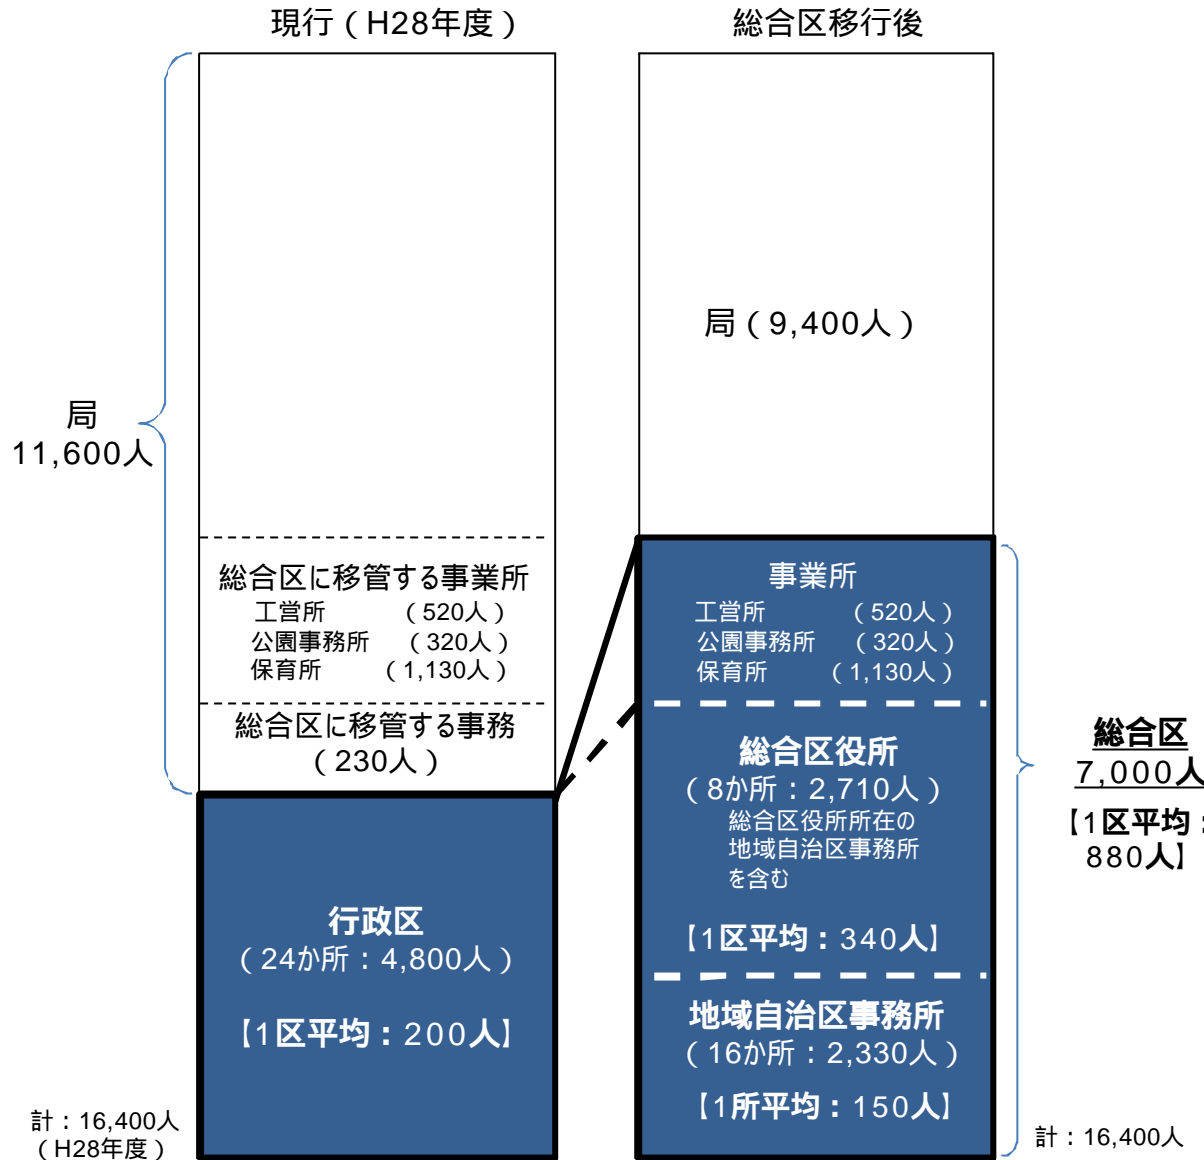 現行（H28年度）
総合区移行後
局
11,600人
総合区に移管する事業所
工営所 （520人）
公園事務所 （320人）
保育所 （1,130人）
総合区に移管する事務
（230人）
行政区
（24か所：4,800人）
【1区平均：200人】
計：16,400人
（H28年度）
局（9,400人）
事業所
工営所 （520人）
公園事務所 （320人）
保育所 （1,130人）
総合区役所
（8か所：2,710人）
総合区役所所在の
地域自治区事務所
を含む
【1区平均：340人】
地域自治区事務所
（16か所：2,330人）
【1所平均：150人】
総合区
7,000人
【1区平均：
880人】
計：16,400人